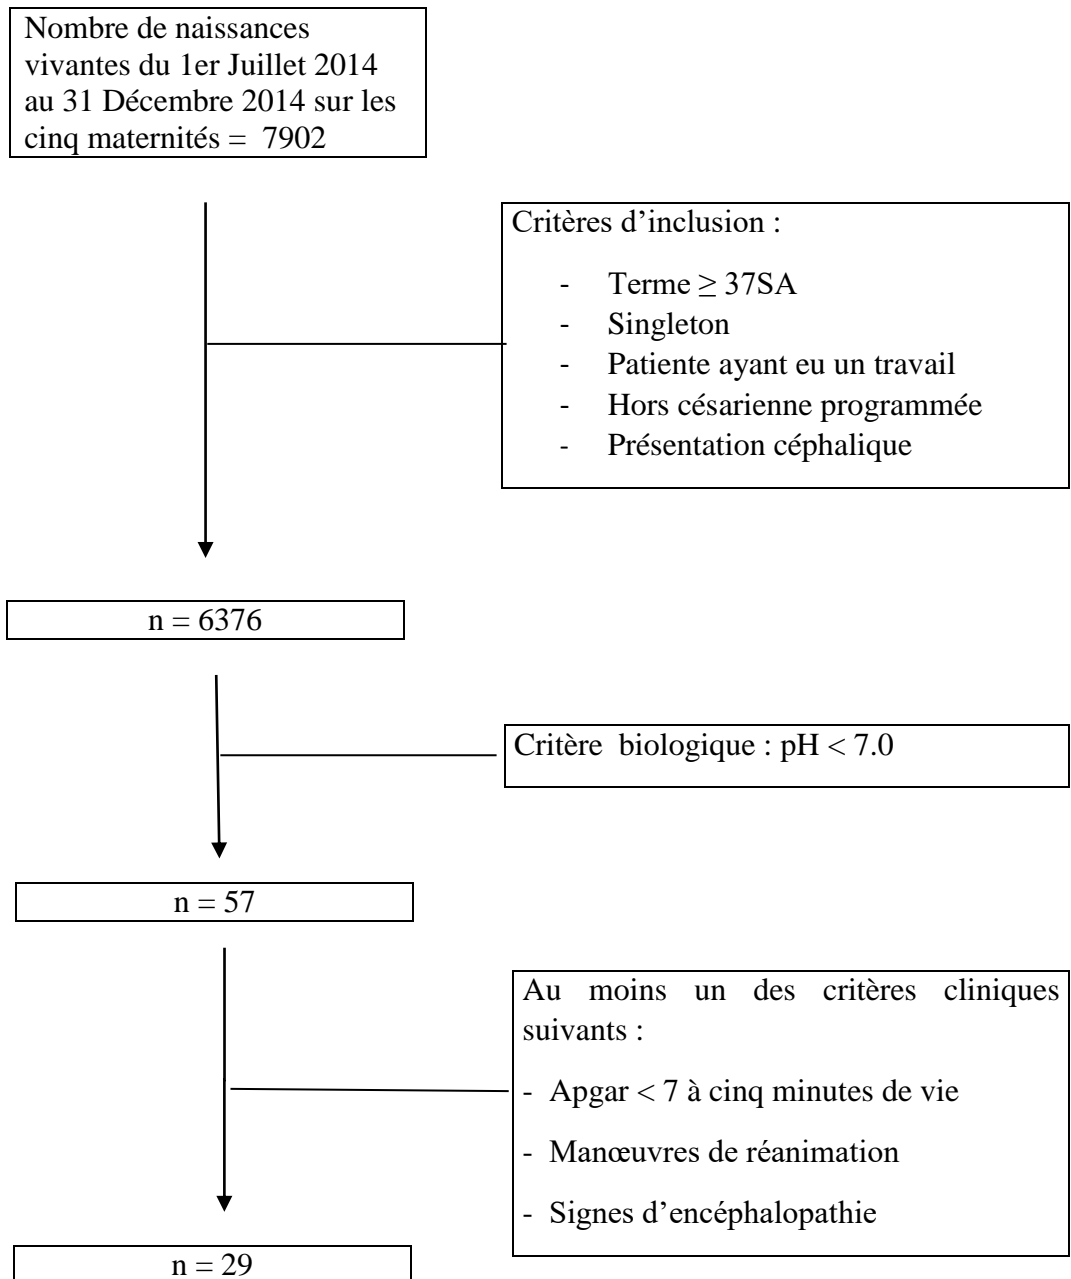 Nombre de naissances
vivantes du 1er Juillet 2014
au 31 Décembre 2014 sur les
cinq maternités = 7902
Critères d’inclusion :
- Terme ≥ 37SA
- Singleton
- Patiente ayant eu un travail
- Hors césarienne programmée
- Présentation céphalique
n = 6376
Critère biologique : pH < 7.0
n = 57
Au moins un des critères cliniques
suivants :
- Apgar < 7 à cinq minutes de vie
- Manœuvres de réanimation
- Signes d’encéphalopathie
n = 29